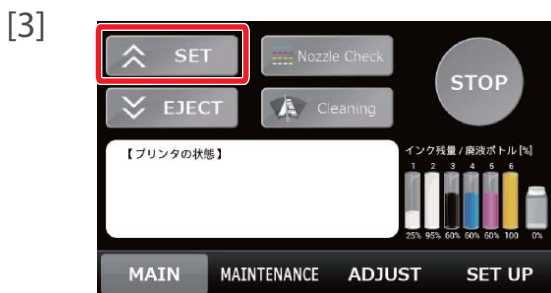 [3]
SET
Nozzle Check
STOP
EJECT
Cleaning
【プリンタの状態】
インク残量 / 廃液ボトル [%]
1 2 3 4 5 6
25% 95% 60% 60% 60% 100 0%
MAIN MAINTENANCE ADJUST SET UP